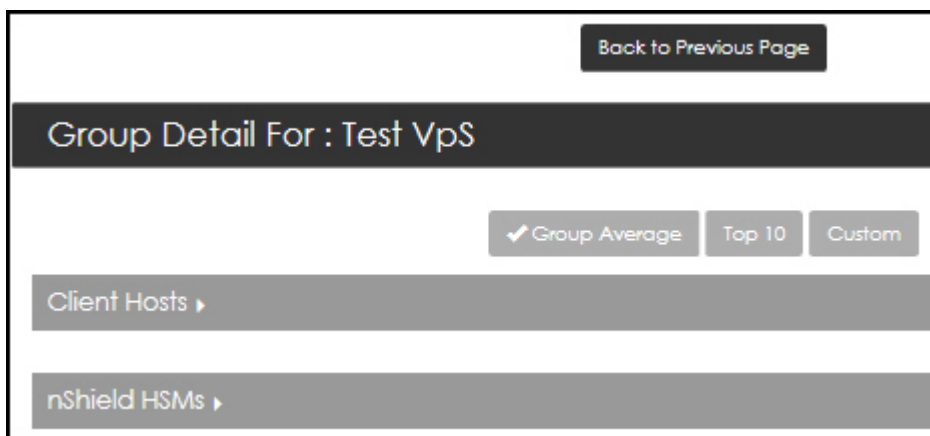 Back to Previous Page
Group Detail For : Test VpS
Group Average Top 10 Custom
Client Hosts
nShield HSMs